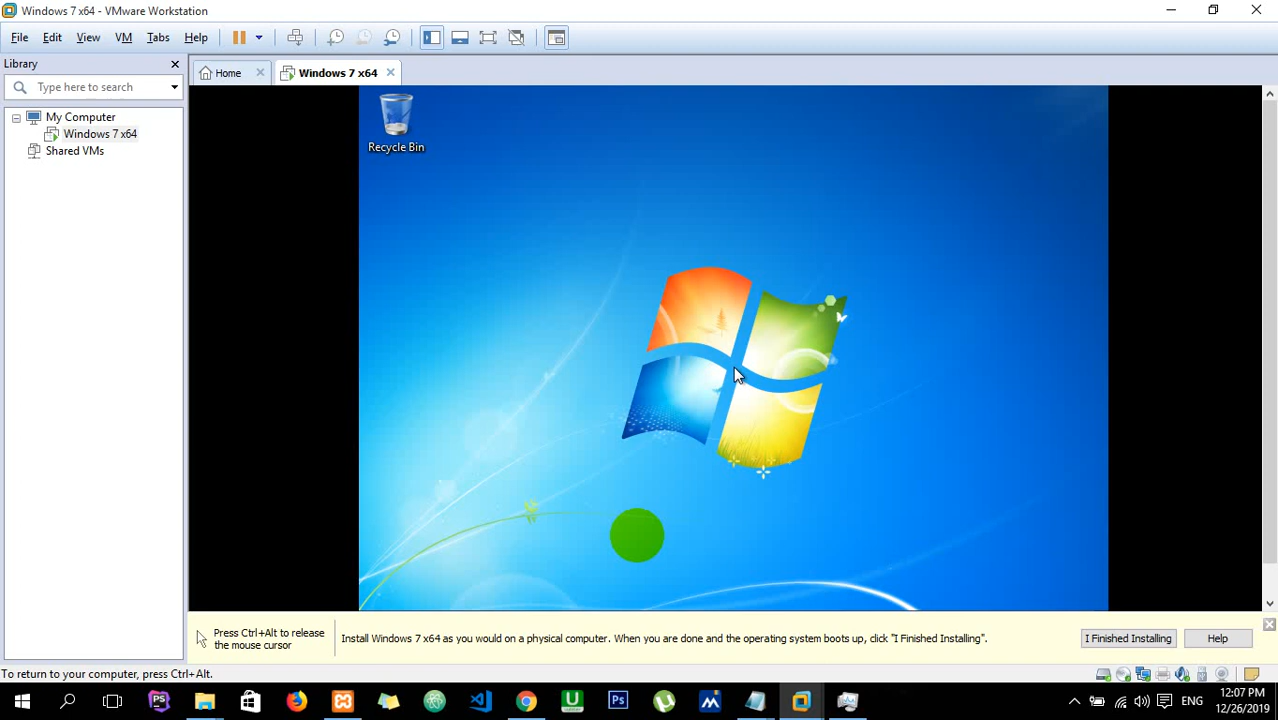 Windows 7 x64 - VMware Workstation
File Edit View VM Tabs Help
Library
Type here to search
My Computer
Windows 7 x64
Shared VMs
Home
Windows 7 x64
Recycle Bin
Press Ctrl+Alt to release
the mouse cursor
Install Windows 7 x64 as you would on a physical computer. When you are done and the operating system boots up, click "I Finished Installing".
I Finished Installing
Help
To return to your computer, press Ctrl+Alt.
PS
U
Ps
ENG
12:07 PM
12/26/2019